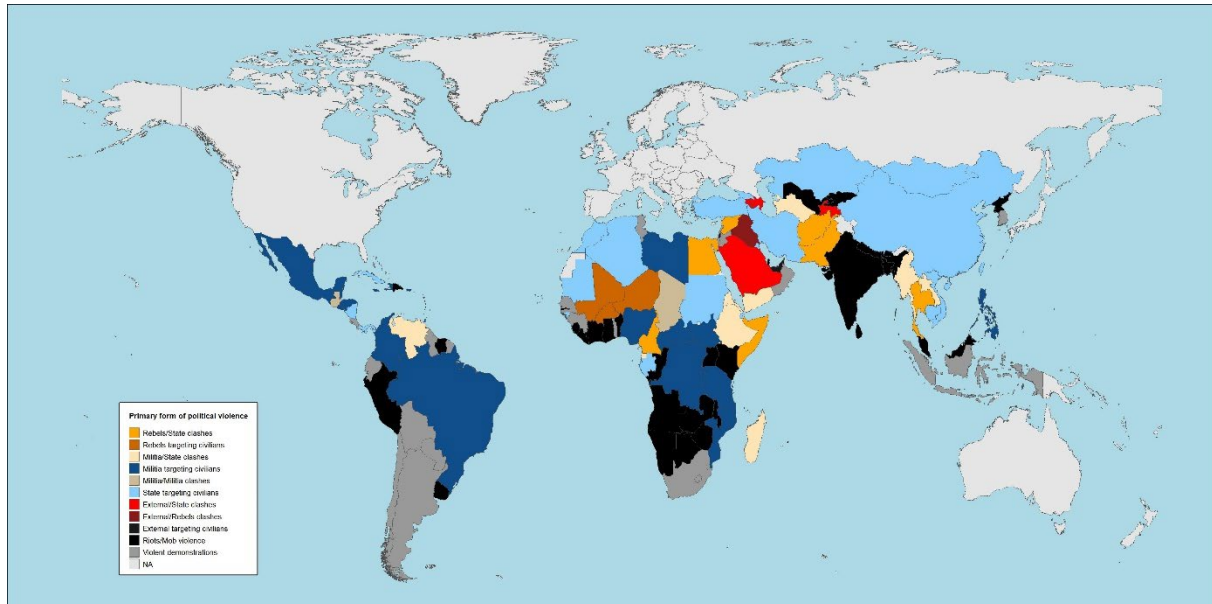 Primary form of political violence
Rebels/State clashes
Rebels targeting civilians
Militia/State clashes
Militia targeting civilians
Militia/Militia clashes
State targeting civilians
External/State clashes
External/Rebels clashes
External targeting civilians
Riots/Mob violence
Violent demonstrations
NA